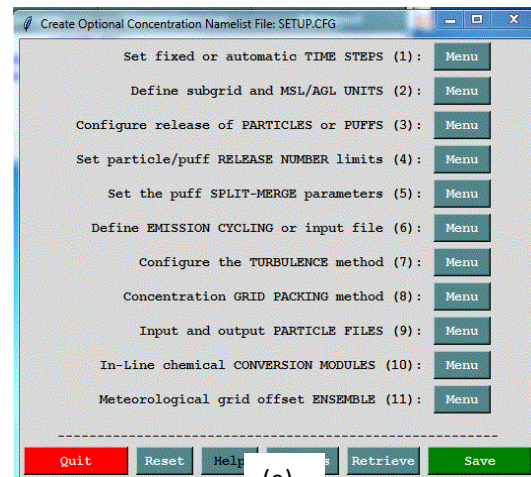 Create Optional Concentration Namelist File: SETUP.CFG
Set fixed or automatic TIME STEPS (1): Menu
Define subgrid and MSL/AGL UNITS (2): Menu
Configure release of PARTICLES or PUFFS (3): Menu
Set particle/puff RELEASE NUMBER limits (4): Menu
Set the puff SPLIT-MERGE parameters (5): Menu
Define EMISSION CYCLING or input file (6): Menu
Configure the TURBULENCE method (7): Menu
Concentration GRID PACKING method (8): Menu
Input and output PARTICLE FILES (9): Menu
In-Line chemical CONVERSION MODULES (10): Menu
Meteorological grid offset ENSEMBLE (11): Menu
Quit Reset Help Retrieve Save